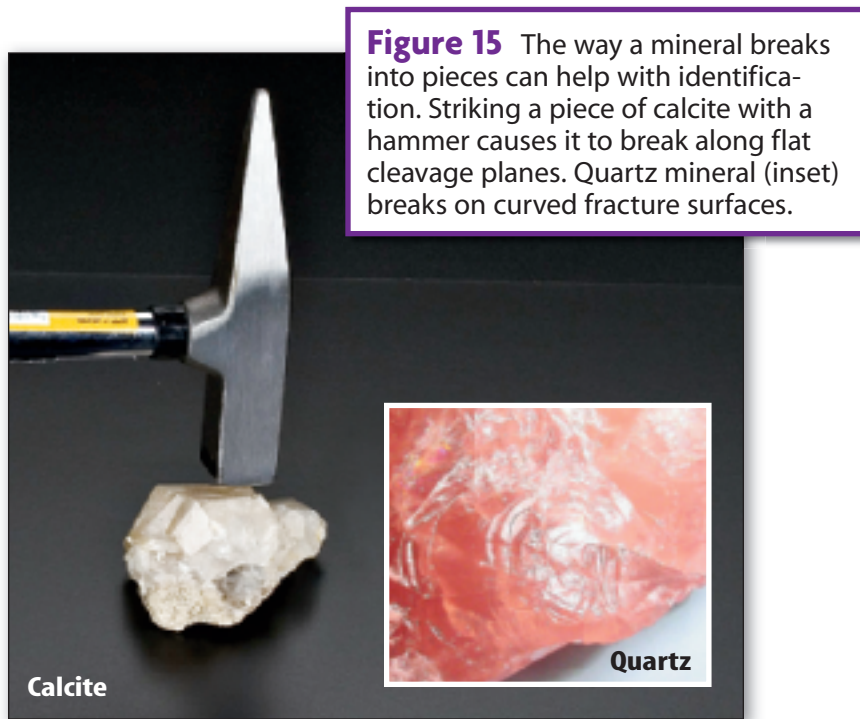 Figure 15 The way a mineral breaks
into pieces can help with identifica-
tion. Striking a piece of calcite with a
hammer causes it to break along flat
cleavage planes. Quartz mineral (inset)
breaks on curved fracture surfaces.
Quartz
Calcite